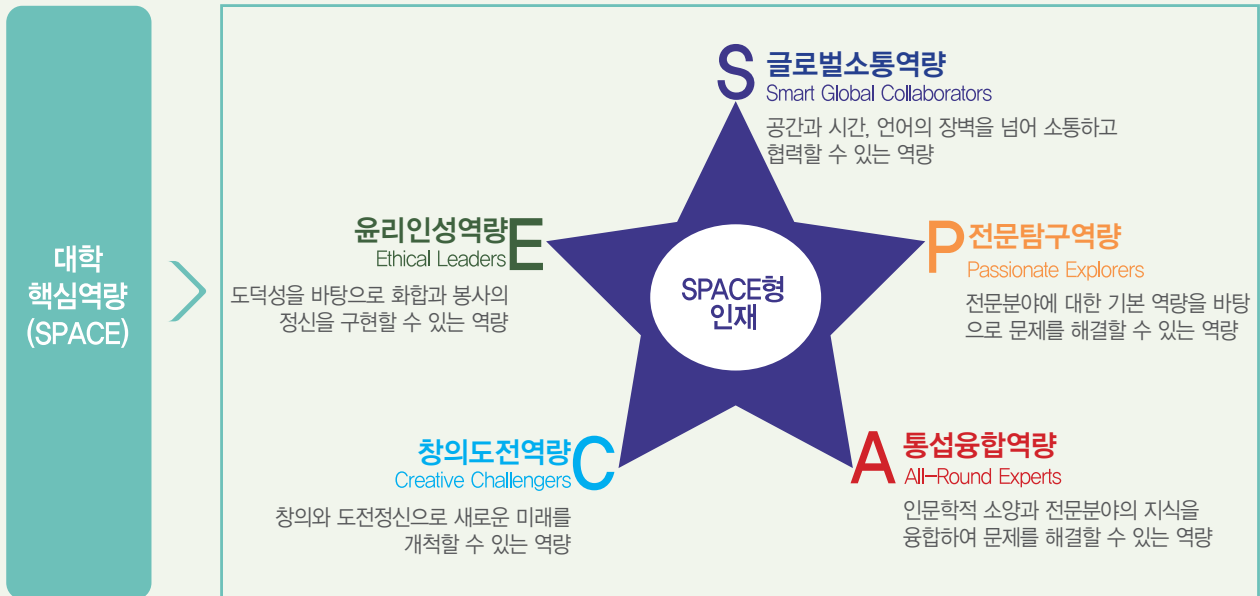 대학
핵심역량
(SPACE)
S 글로벌소통역량
Smart Global Collaborators
공간과 시간, 언어의 장벽을 넘어 소통하고
협력할 수 있는 역량
P 전문탐구역량
Passionate Explorers
전문분야에 대한 기본 역량을 바탕
으로 문제를 해결할 수 있는 역량
A 통섭융합역량
All-Round Experts
인문학적 소양과 전문분야의 지식을
융합하여 문제를 해결할 수 있는 역량
창의도전역량 C
Creative Challengers
창의와 도전정신으로 새로운 미래를
개척할 수 있는 역량
윤리인성역량 E
Ethical Leaders
도덕성을 바탕으로 화합과 봉사의
정신을 구현할 수 있는 역량
SPACE형
인재